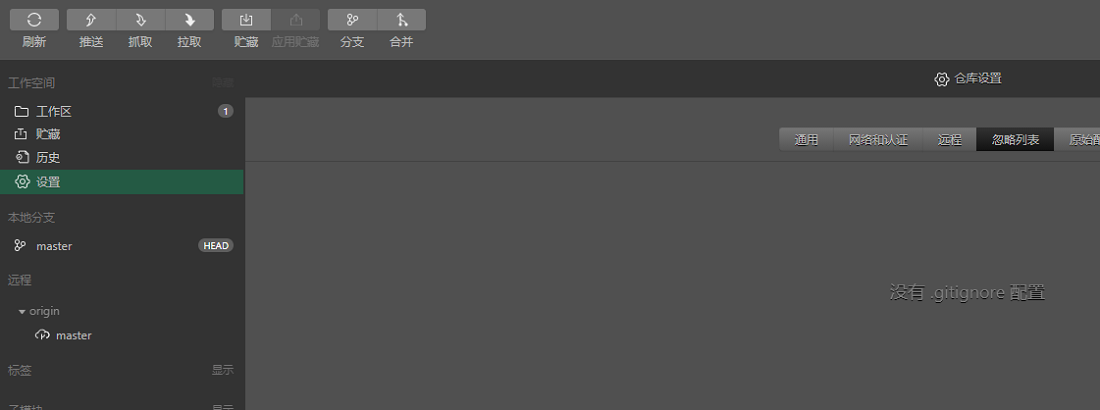 刷新 推送 抓取 拉取 贮藏 应用贮藏 分支 合并
工作空间
仓库设置
工作区 1
贮藏
历史
设置
通用 网络和认证 远程 忽略列表 原始
本地分支
master HEAD
远程
origin
master
没有 .gitignore 配置
标签 显示